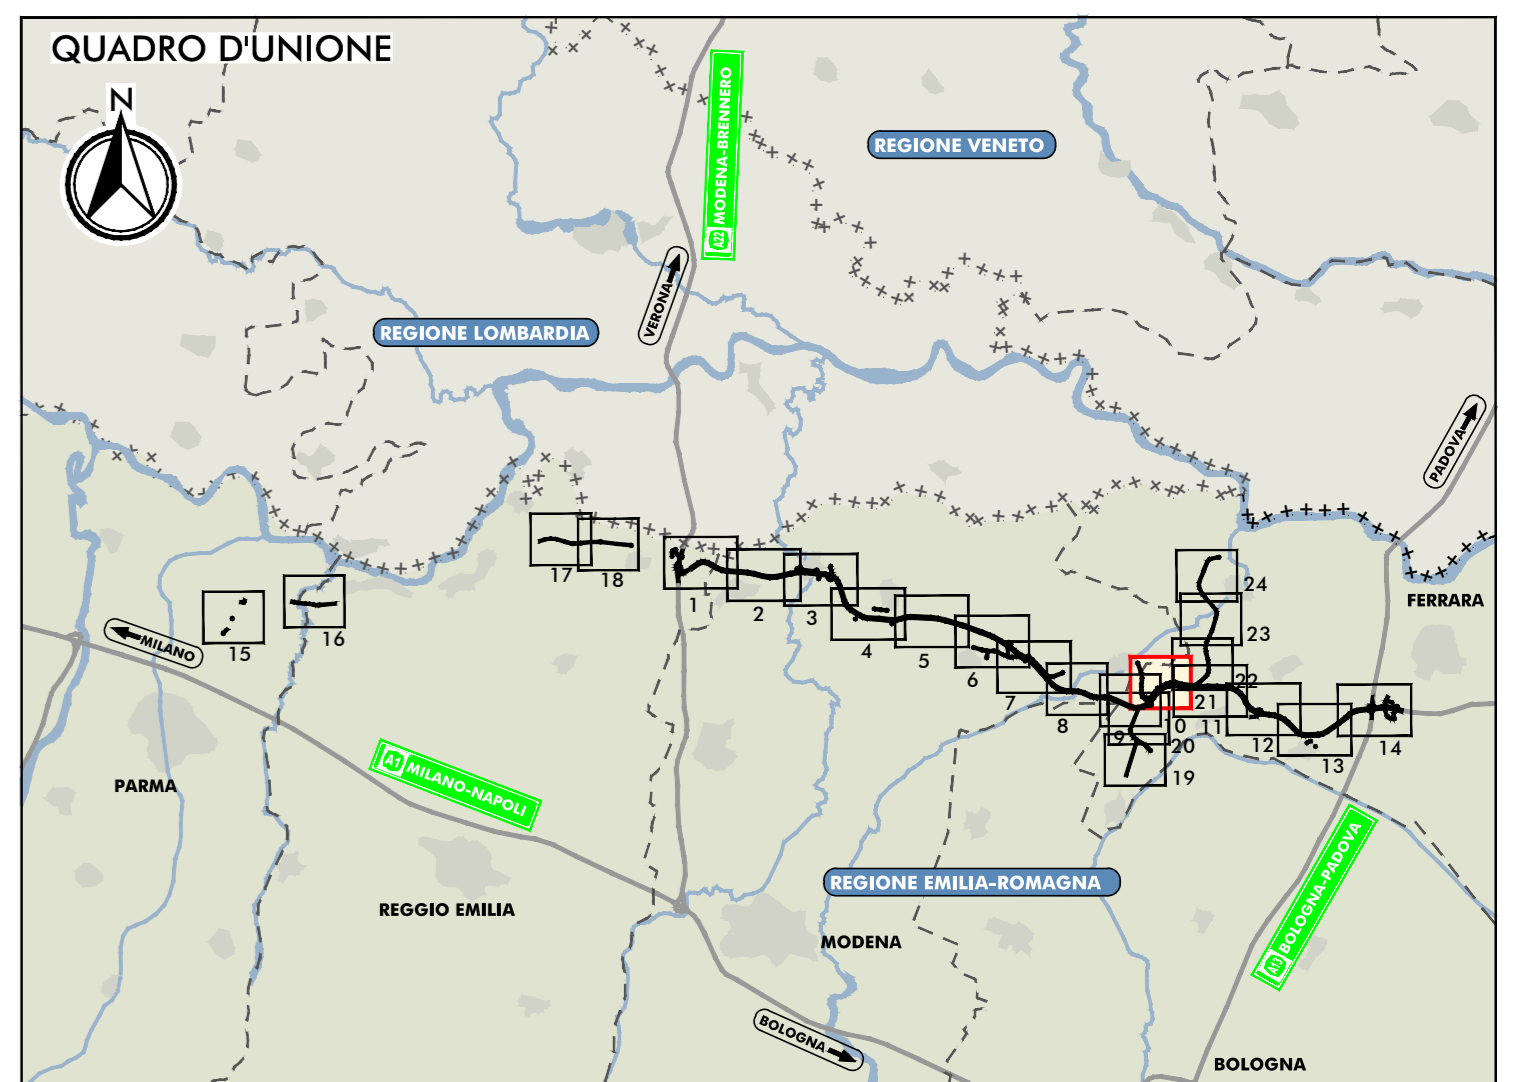 QUADRO D'UNIONE
N
A22 MODENA-BRENNERO
REGIONE VENETO
VERONA
REGIONE LOMBARDIA
PADOVA
17
18
1
2
3
4
5
6
7
8
9
10
11
12
13
14
15
16
19
20
21
22
23
24
FERRARA
MILANO
PARMA
A1 MILANO-NAPOLI
REGIONE EMILIA-ROMAGNA
A13 BOLOGNA-PADOVA
REGGIO EMILIA
MODENA
BOLOGNA
BOLOGNA